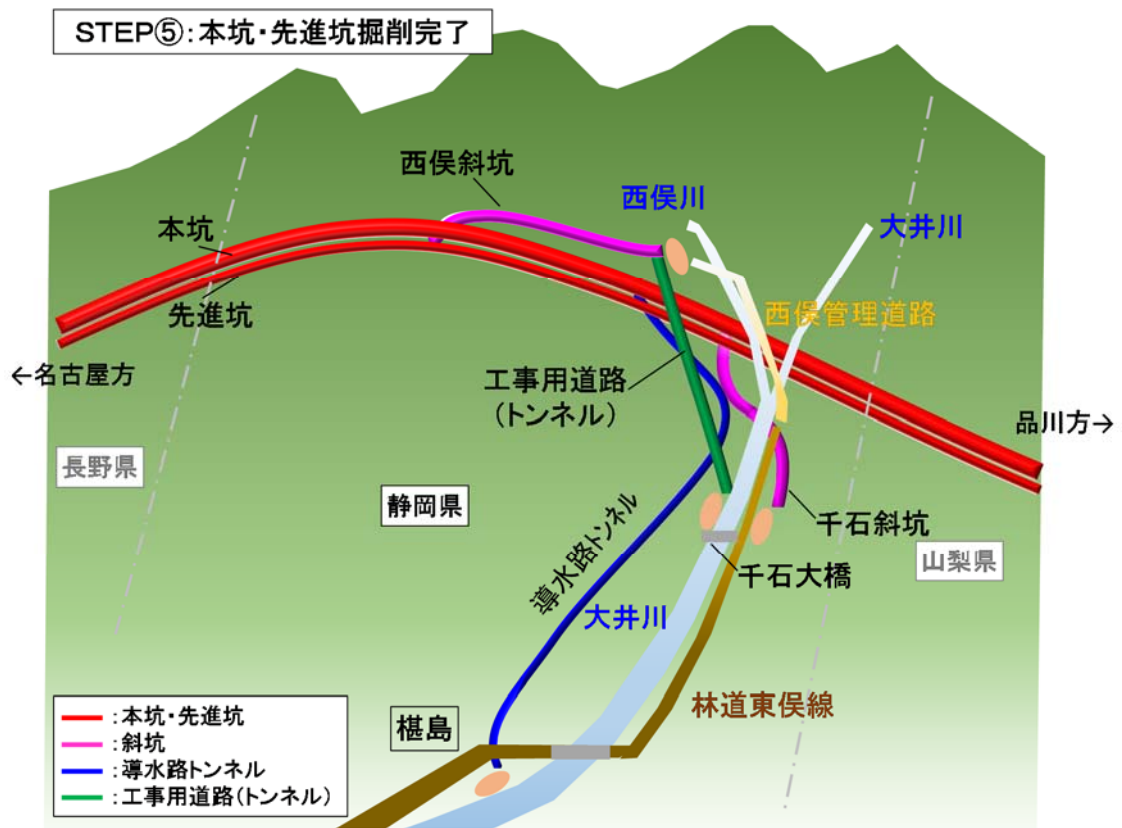 STEP⑤:本坑・先進坑掘削完了
西俣斜坑
西俣川
大井川
本坑
先進坑
西俣管理道路
←名古屋方
工事用道路
(トンネル)
品川方→
長野県
静岡県
千石斜坑
山梨県
千石大橋
導水路トンネル
大井川
林道東俣線
椹島
:本坑・先進坑
:斜坑
:導水路トンネル
:工事用道路(トンネル)